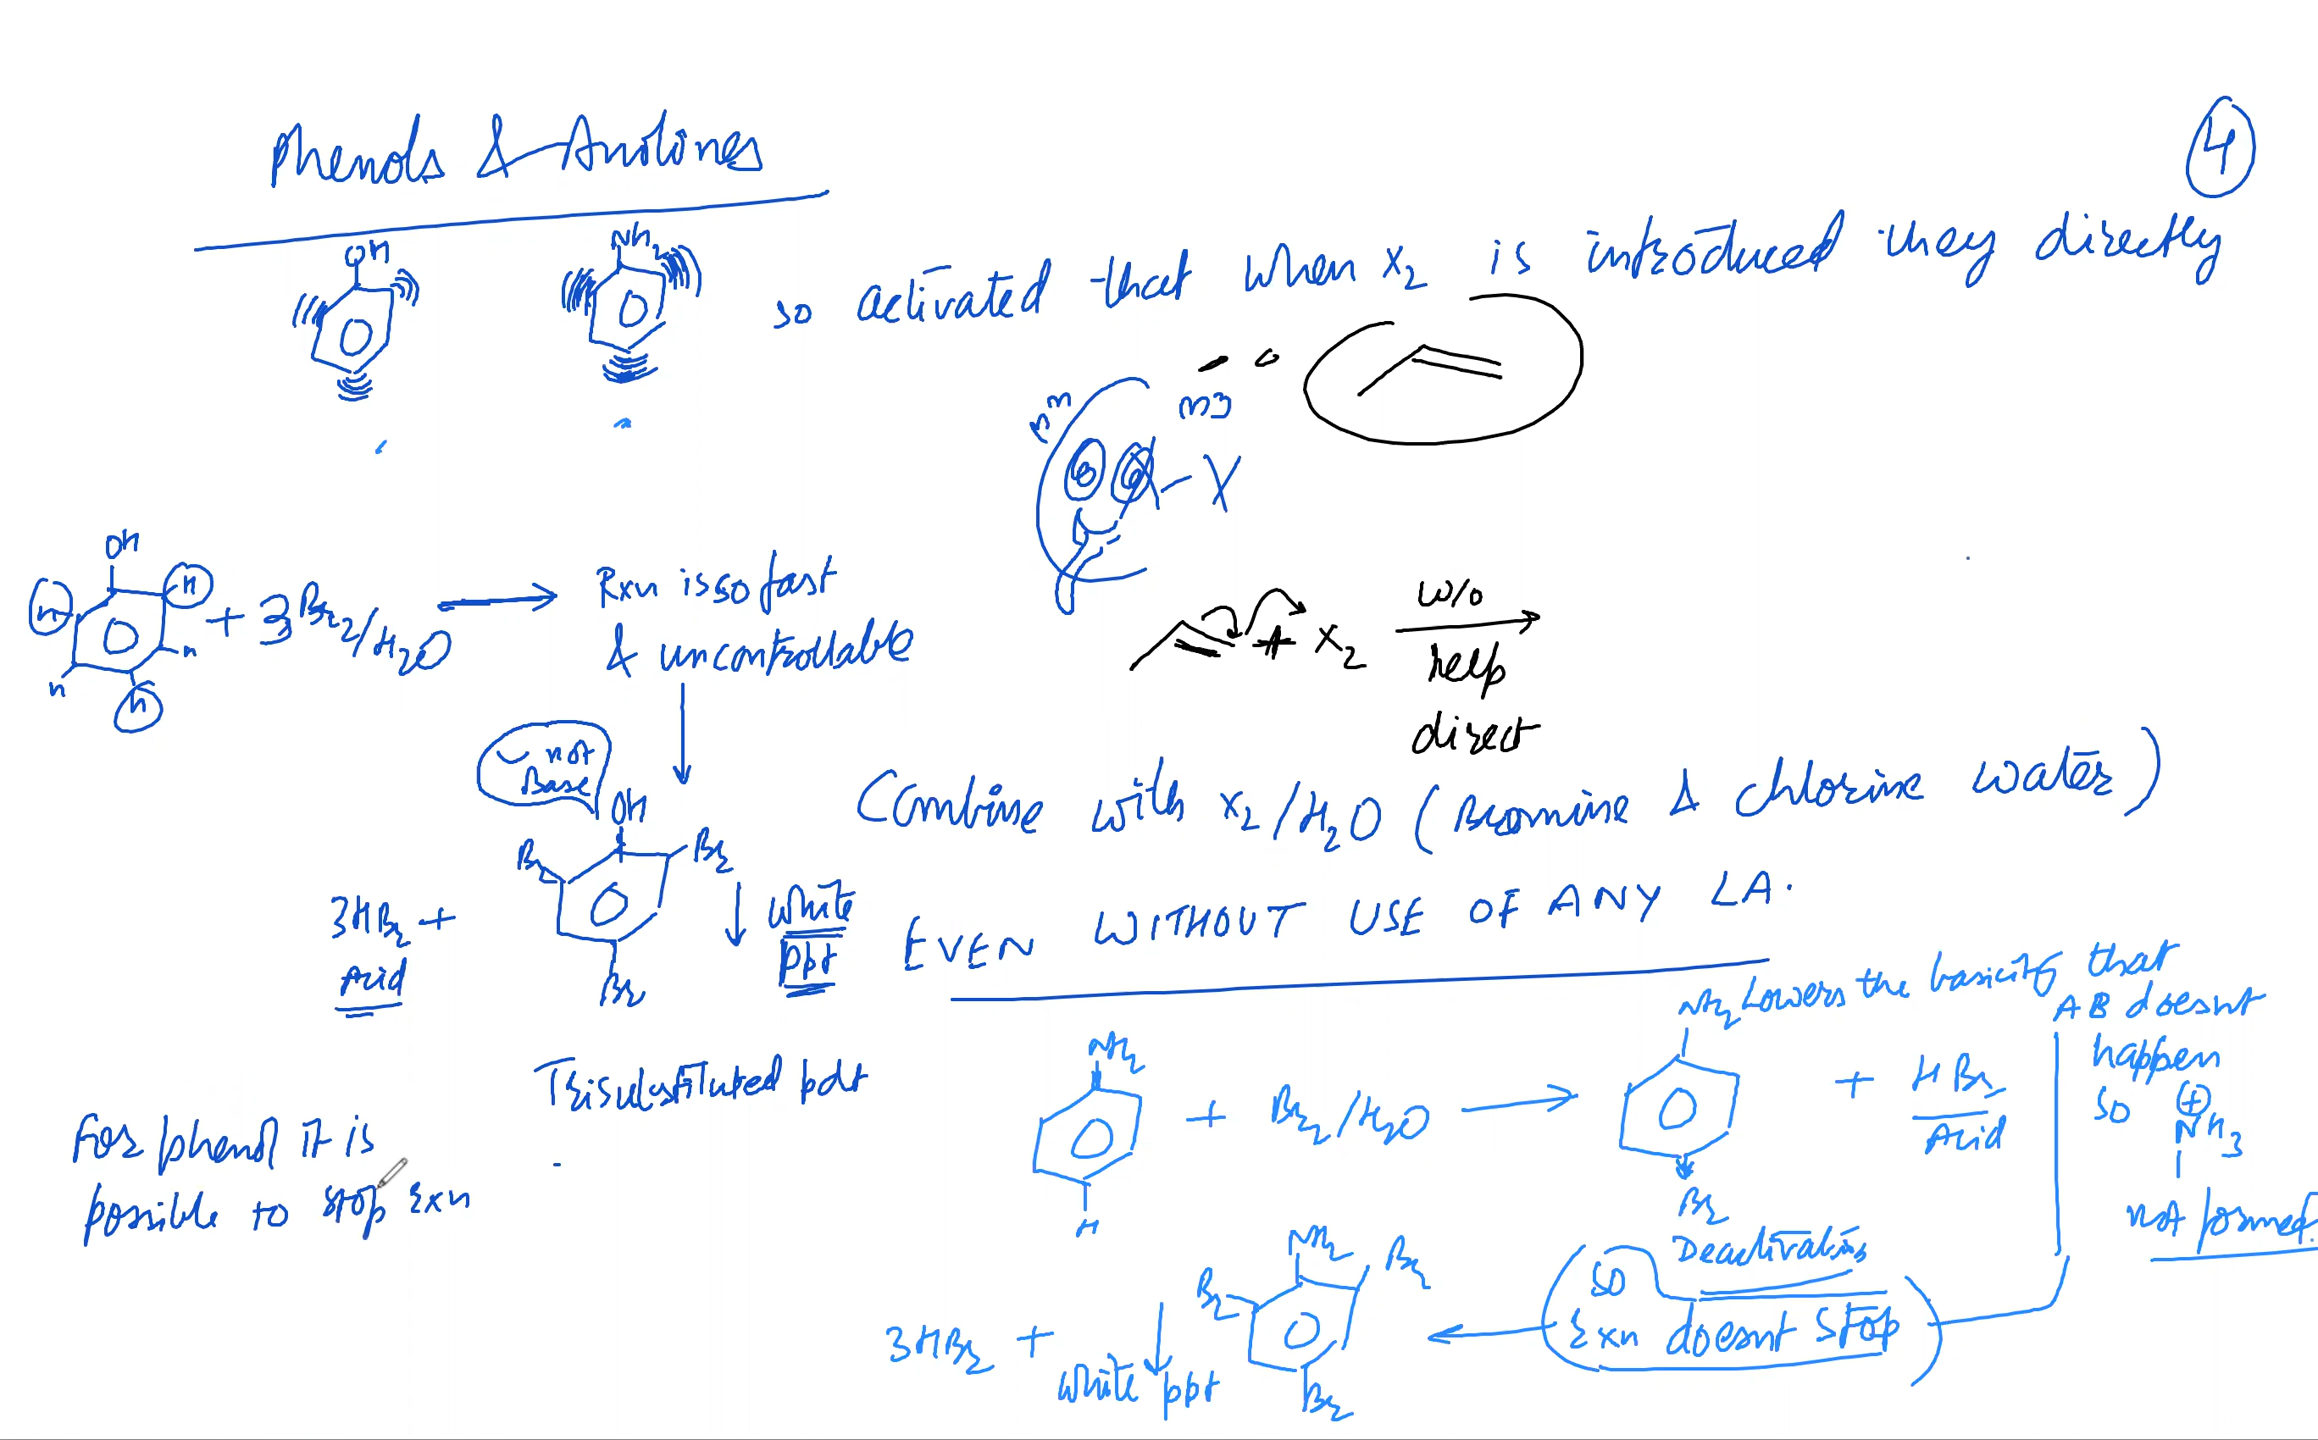 Phenols & Anilines
4
OH
NH2
so activated that when X2 is introduced they directly
X - X
OH
H
H
H
H
H
+ 3Br2/H2O
Rxn is so fast
& uncontrollable
+ X2
w/o
help
direct
not
Base
OH
Br
Br
Br
3HBr +
Acid
white
ppt
Trisubstituted pdt
Combine with X2/H2O (Bromine & chlorine water)
EVEN WITHOUT USE OF ANY LA.
NH2
H
+ Br2/H2O
NH2
Br
+ HBr
Acid
Lowers the basicity that
AB doesnt
happen
so
⊕
NH3
not formed.
Deactivation
so
rxn doesnt stop
NH2
Br
Br
Br
3HBr +
white ppt
For phenol it is
possible to stop rxn